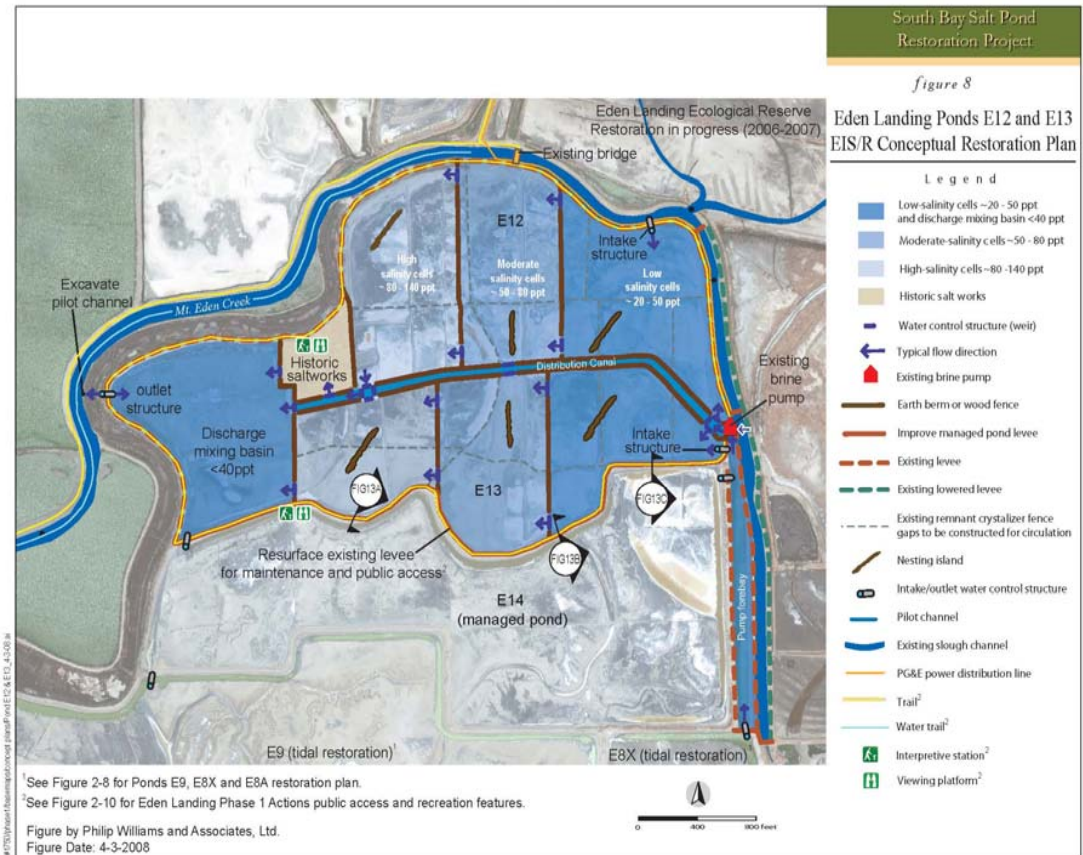 South Bay Salt Pond
Restoration Project
figure 8
Eden Landing Ponds E12 and E13
EIS/R Conceptual Restoration Plan
Legend
Low-salinity cells ~20 - 50 ppt
and discharge mixing basin <40 ppt
Moderate-salinity cells ~50 - 80 ppt
High-salinity cells ~80 -140 ppt
Historic salt works
Water control structure (weir)
Typical flow direction
Existing brine pump
Earth berm or wood fence
Improve managed pond levee
Existing levee
Existing lowered levee
Existing remnant crystalizer fence
gaps to be constructed for circulation
Nesting island
Intake/outlet water control structure
Pilot channel
Existing slough channel
PG&E power distribution line
Trail2
Water trail2
Interpretive station2
Viewing platform2
Eden Landing Ecological Reserve
Restoration in progress (2006-2007)
Existing bridge
E12
Intake
structure
High
salinity cells
~ 80 - 140 ppt
Moderate
salinity cells
~ 50 - 80 ppt
Low
salinity cells
~ 20 - 50 ppt
Excavate
pilot channel
Mt. Eden Creek
Historic
saltworks
Distribution Canal
Existing
brine
pump
outlet
structure
Discharge
mixing basin
<40ppt
Intake
structure
E13
FIG13A
FIG13C
FIG13B
Resurface existing levee
for maintenance and public access2
E14
(managed pond)
Pump forebay
E9 (tidal restoration)1
E8X (tidal restoration)
1See Figure 2-8 for Ponds E9, E8X and E8A restoration plan.
2See Figure 2-10 for Eden Landing Phase 1 Actions public access and recreation features.
Figure by Philip Williams and Associates, Ltd.
Figure Date: 4-3-2008
0 400 800 feet